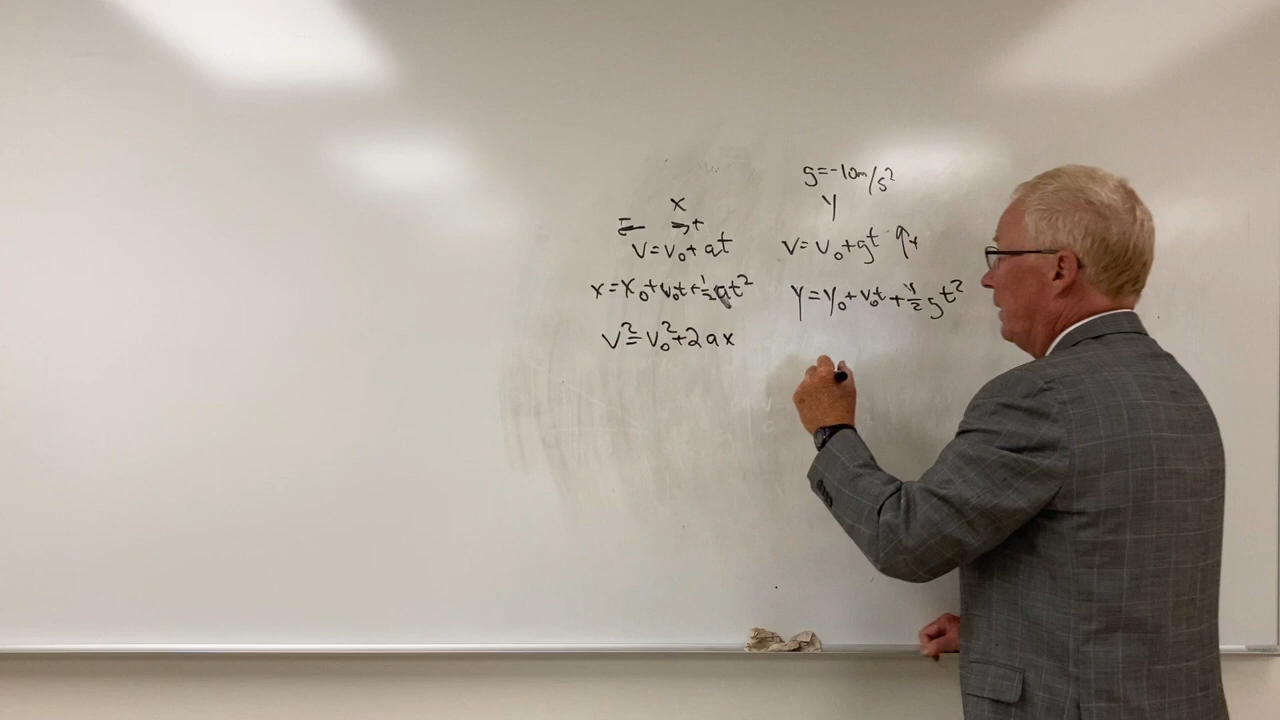 x
- ← → +
v = v₀ + at
x = x₀ + v₀t + ½at²
v² = v₀² + 2ax
g = -10m/s²
y
v = v₀ + gt ↑+
y = y₀ + v₀t + ½gt²